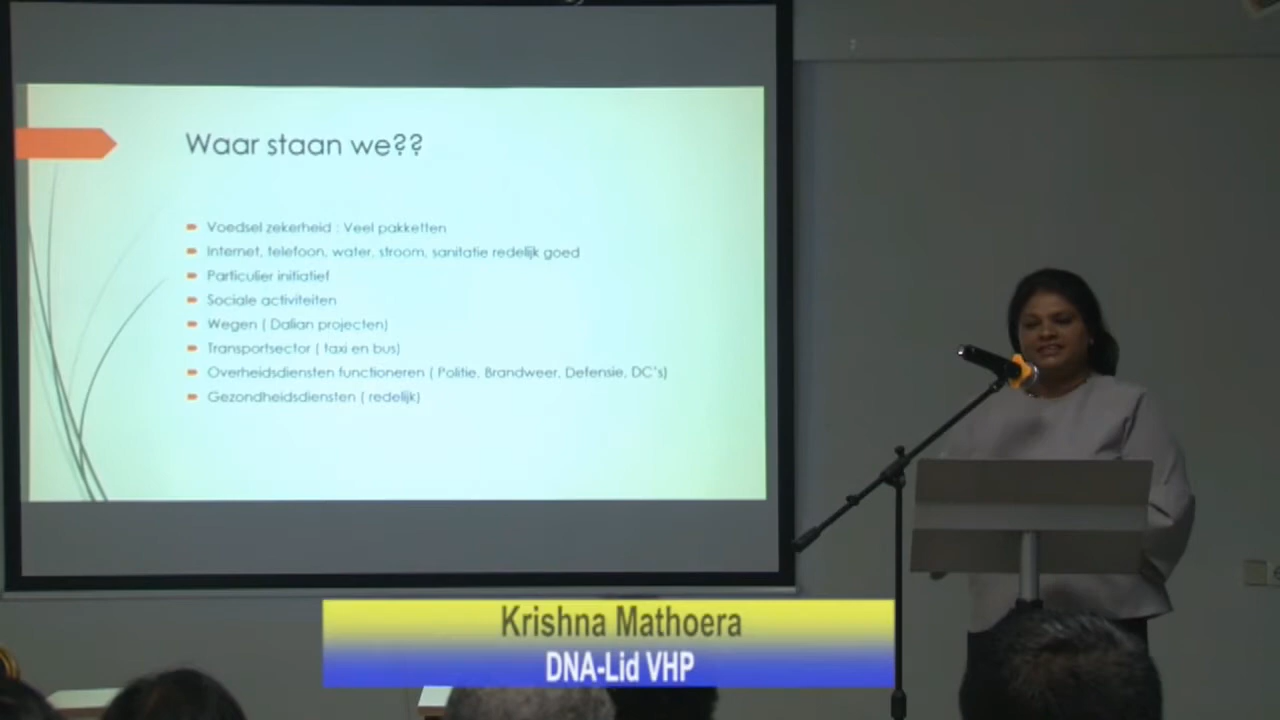 Waar staan we??
Voedsel zekerheid : Veel pakketten
Internet, telefoon, water, stroom, sanitatie redelijk goed
Particulier initiatief
Sociale activiteiten
Wegen ( Dalian projecten)
Transportsector ( taxi en bus)
Overheidsdiensten functioneren ( Politie, Brandweer, Defensie, DC's)
Gezondheidsdiensten ( redelijk)
Krishna Mathoera
DNA-Lid VHP